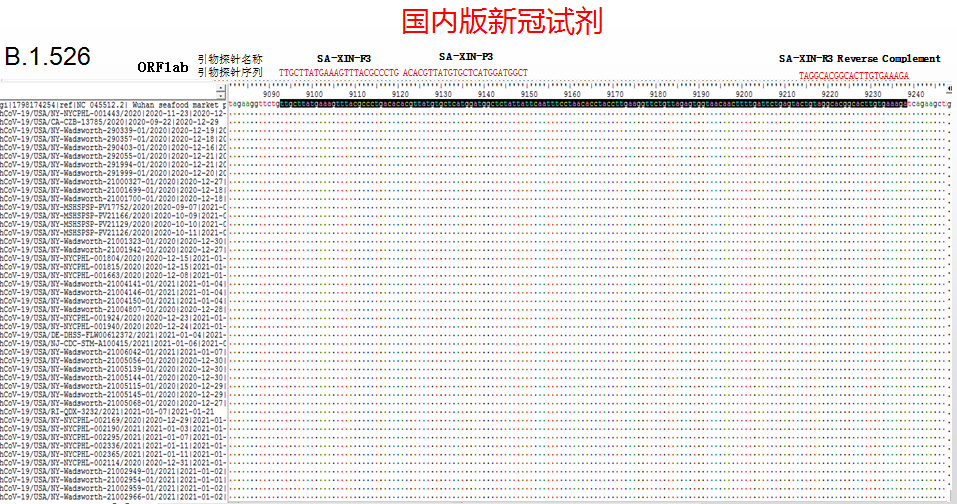 国内版新冠试剂
B.1.526
ORF1ab
引物探针名称 SA-XIN-F3 SA-XIN-P3 SA-XIN-R3 Reverse Complement
引物探针序列 TTGCTTATGAAAGTTTACGCCCTG ACACGTTATGTGCTCATGGATGGCT TAGGCACGGCACTTGTGAAAGA
9090 9100 9110 9120 9130 9140 9150 9160 9170 9180 9190 9200 9210 9220 9230 9240
gi|1798174254|ref|NC 045512.2| Wuhan seafood market p
hCoV-19/USA/NY-NYCPHL-001443/2020|2020-11-23|2020-12-
hCoV-19/USA/CA-CZB-13785/2020|2020-09-22|2020-12-29
hCoV-19/USA/NY-Wadsworth-290339-01/2020|2020-12-19|20
hCoV-19/USA/NY-Wadsworth-290357-01/2020|2020-12-18|20
hCoV-19/USA/NY-Wadsworth-290403-01/2020|2020-12-16|20
hCoV-19/USA/NY-Wadsworth-292055-01/2020|2020-12-21|20
hCoV-19/USA/NY-Wadsworth-291994-01/2020|2020-12-21|20
hCoV-19/USA/NY-Wadsworth-291999-01/2020|2020-12-20|20
hCoV-19/USA/NY-Wadsworth-21000327-01/2020|2020-12-27|
hCoV-19/USA/NY-Wadsworth-21001699-01/2020|2020-12-18|
hCoV-19/USA/NY-Wadsworth-21001700-01/2020|2020-12-18|
hCoV-19/USA/NY-MSHSPSP-PV17752/2020|2020-09-07|2021-0
hCoV-19/USA/NY-MSHSPSP-PV21166/2020|2020-10-09|2021-0
hCoV-19/USA/NY-MSHSPSP-PV21129/2020|2020-10-10|2021-0
hCoV-19/USA/NY-MSHSPSP-PV21126/2020|2020-10-11|2021-0
hCoV-19/USA/NY-Wadsworth-21001323-01/2020|2020-12-30|
hCoV-19/USA/NY-Wadsworth-21001942-01/2020|2020-12-27|
hCoV-19/USA/NY-NYCPHL-001804/2020|2020-12-15|2021-01-
hCoV-19/USA/NY-NYCPHL-001815/2020|2020-12-15|2021-01-
hCoV-19/USA/NY-NYCPHL-001663/2020|2020-12-08|2021-01-
hCoV-19/USA/NY-Wadsworth-21004141-01/2021|2021-01-04|
hCoV-19/USA/NY-Wadsworth-21004146-01/2021|2021-01-04|
hCoV-19/USA/NY-Wadsworth-21004150-01/2021|2021-01-04|
hCoV-19/USA/NY-Wadsworth-21004807-01/2020|2020-12-28|
hCoV-19/USA/NY-NYCPHL-001924/2020|2020-12-23|2021-01-
hCoV-19/USA/NY-NYCPHL-001940/2020|2020-12-24|2021-01-
hCoV-19/USA/DE-DHSS-FLW00612372/2021|2021-01-04|2021-
hCoV-19/USA/NJ-CDC-STM-A100415/2021|2021-01-06|2021-0
hCoV-19/USA/NY-Wadsworth-21006042-01/2021|2021-01-07|
hCoV-19/USA/NY-Wadsworth-21005056-01/2020|2020-12-30|
hCoV-19/USA/NY-Wadsworth-21005139-01/2020|2020-12-30|
hCoV-19/USA/NY-Wadsworth-21005144-01/2020|2020-12-30|
hCoV-19/USA/NY-Wadsworth-21005115-01/2020|2020-12-29|
hCoV-19/USA/NY-Wadsworth-21005145-01/2020|2020-12-29|
hCoV-19/USA/NY-Wadsworth-21005068-01/2020|2020-12-27|
hCoV-19/USA/RI-QDX-3232/2021|2021-01-07|2021-01-21
hCoV-19/USA/NY-NYCPHL-002169/2020|2020-12-29|2021-01-
hCoV-19/USA/NY-NYCPHL-002190/2021|2021-01-03|2021-01-
hCoV-19/USA/NY-NYCPHL-002295/2021|2021-01-07|2021-01-
hCoV-19/USA/NY-NYCPHL-002336/2021|2021-01-11|2021-01-
hCoV-19/USA/NY-NYCPHL-002365/2021|2021-01-11|2021-01-
hCoV-19/USA/NY-NYCPHL-002114/2020|2020-12-31|2021-01-
hCoV-19/USA/NY-Wadsworth-21002949-01/2021|2021-01-02|
hCoV-19/USA/NY-Wadsworth-21002954-01/2021|2021-01-01|
hCoV-19/USA/NY-Wadsworth-21002959-01/2021|2021-01-02|
hCoV-19/USA/NY-Wadsworth-21002966-01/2021|2021-01-02|